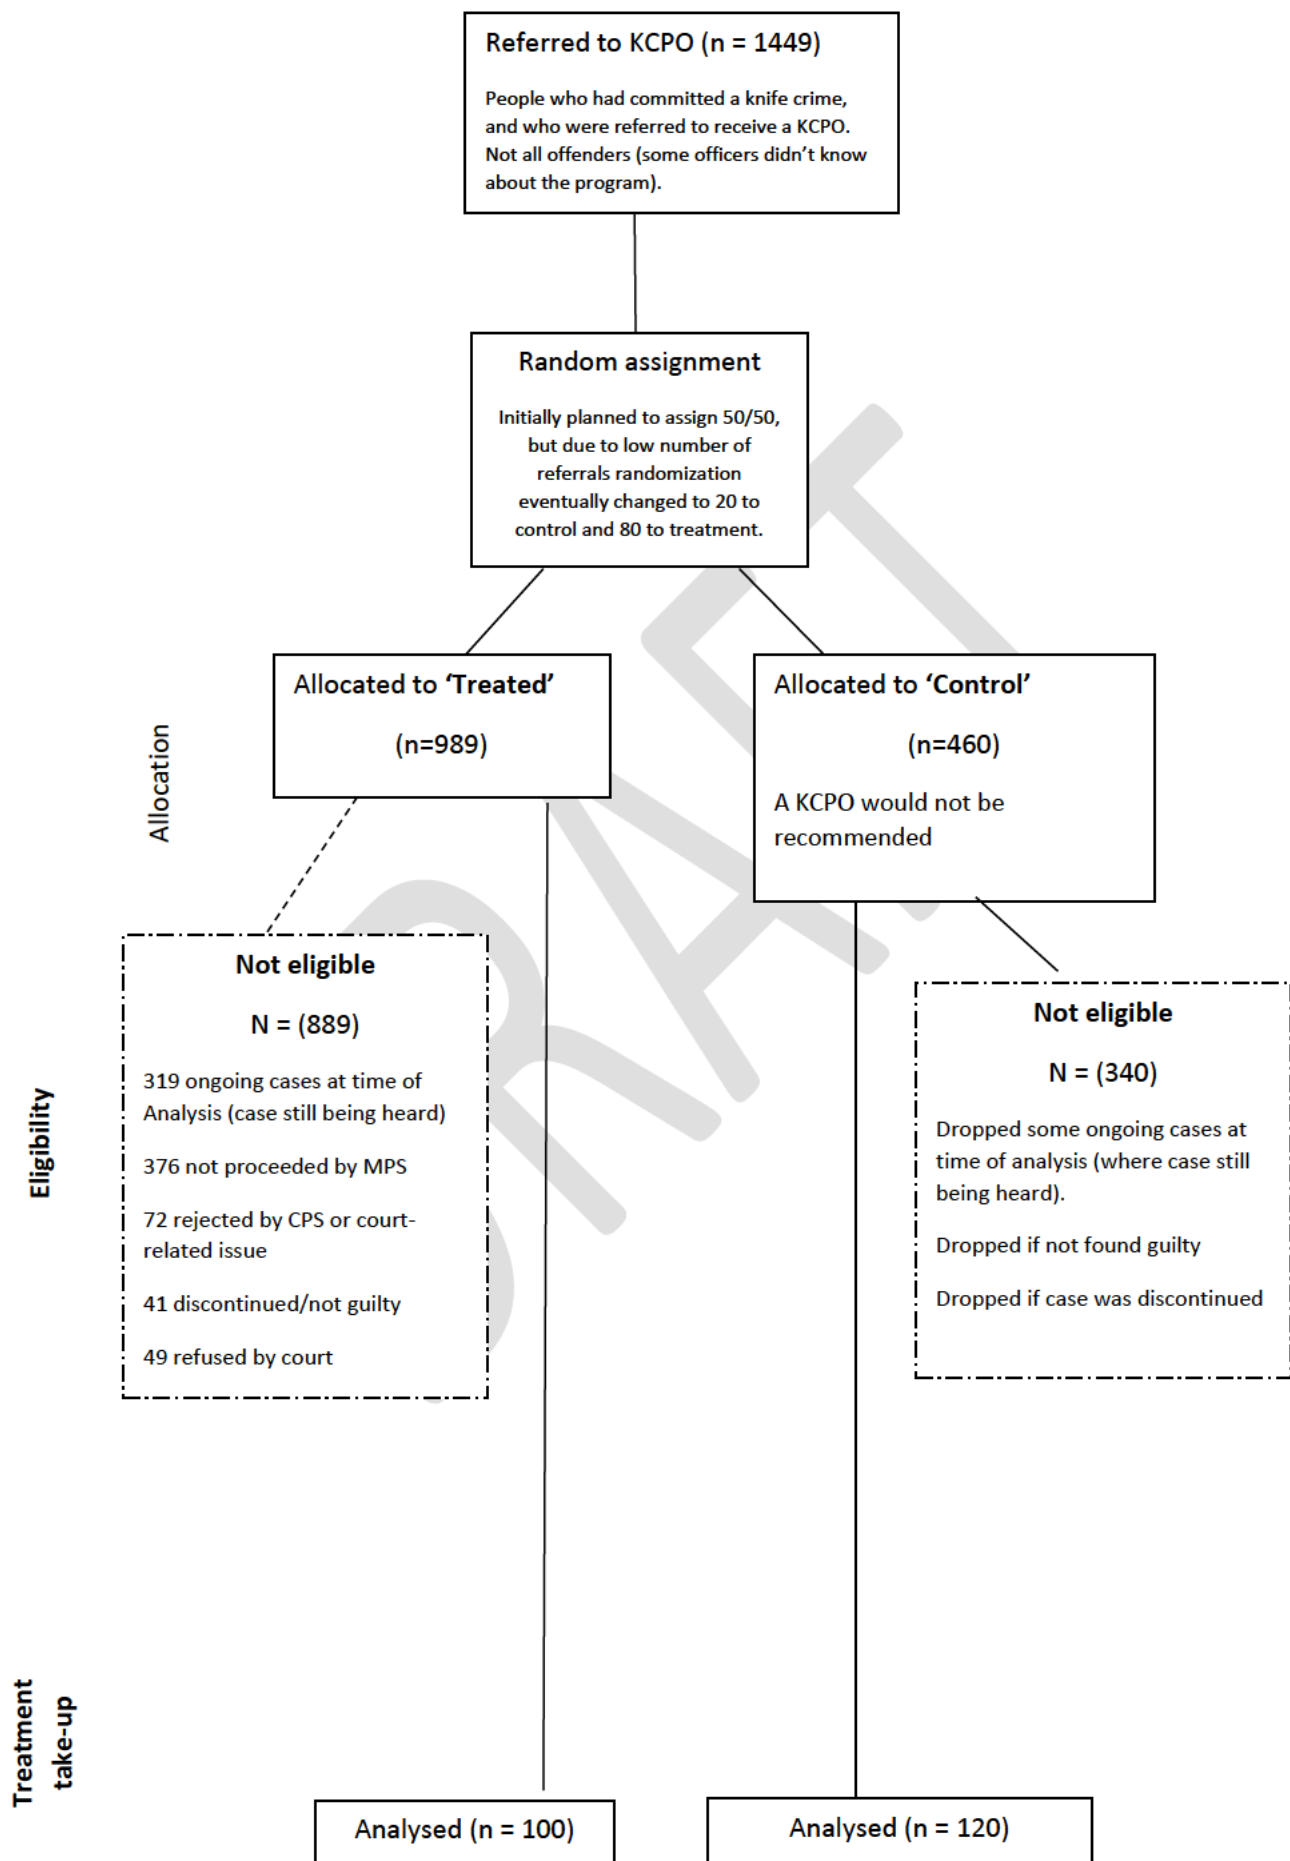 Referred to KCPO (n = 1449)
People who had committed a knife crime,
and who were referred to receive a KCPO.
Not all offenders (some officers didn't know
about the program).
Random assignment
Initially planned to assign 50/50,
but due to low number of
referrals randomization
eventually changed to 20 to
control and 80 to treatment.
Allocation
Allocated to ‘Treated’
(n=989)
Allocated to ‘Control’
(n=460)
A KCPO would not be
recommended
Eligibility
Not eligible
N = (889)
319 ongoing cases at time of
Analysis (case still being heard)
376 not proceeded by MPS
72 rejected by CPS or court-
related issue
41 discontinued/not guilty
49 refused by court
Not eligible
N = (340)
Dropped some ongoing cases at
time of analysis (where case still
being heard).
Dropped if not found guilty
Dropped if case was discontinued
Treatment
take-up
Analysed (n = 100)
Analysed (n = 120)
DRAFT